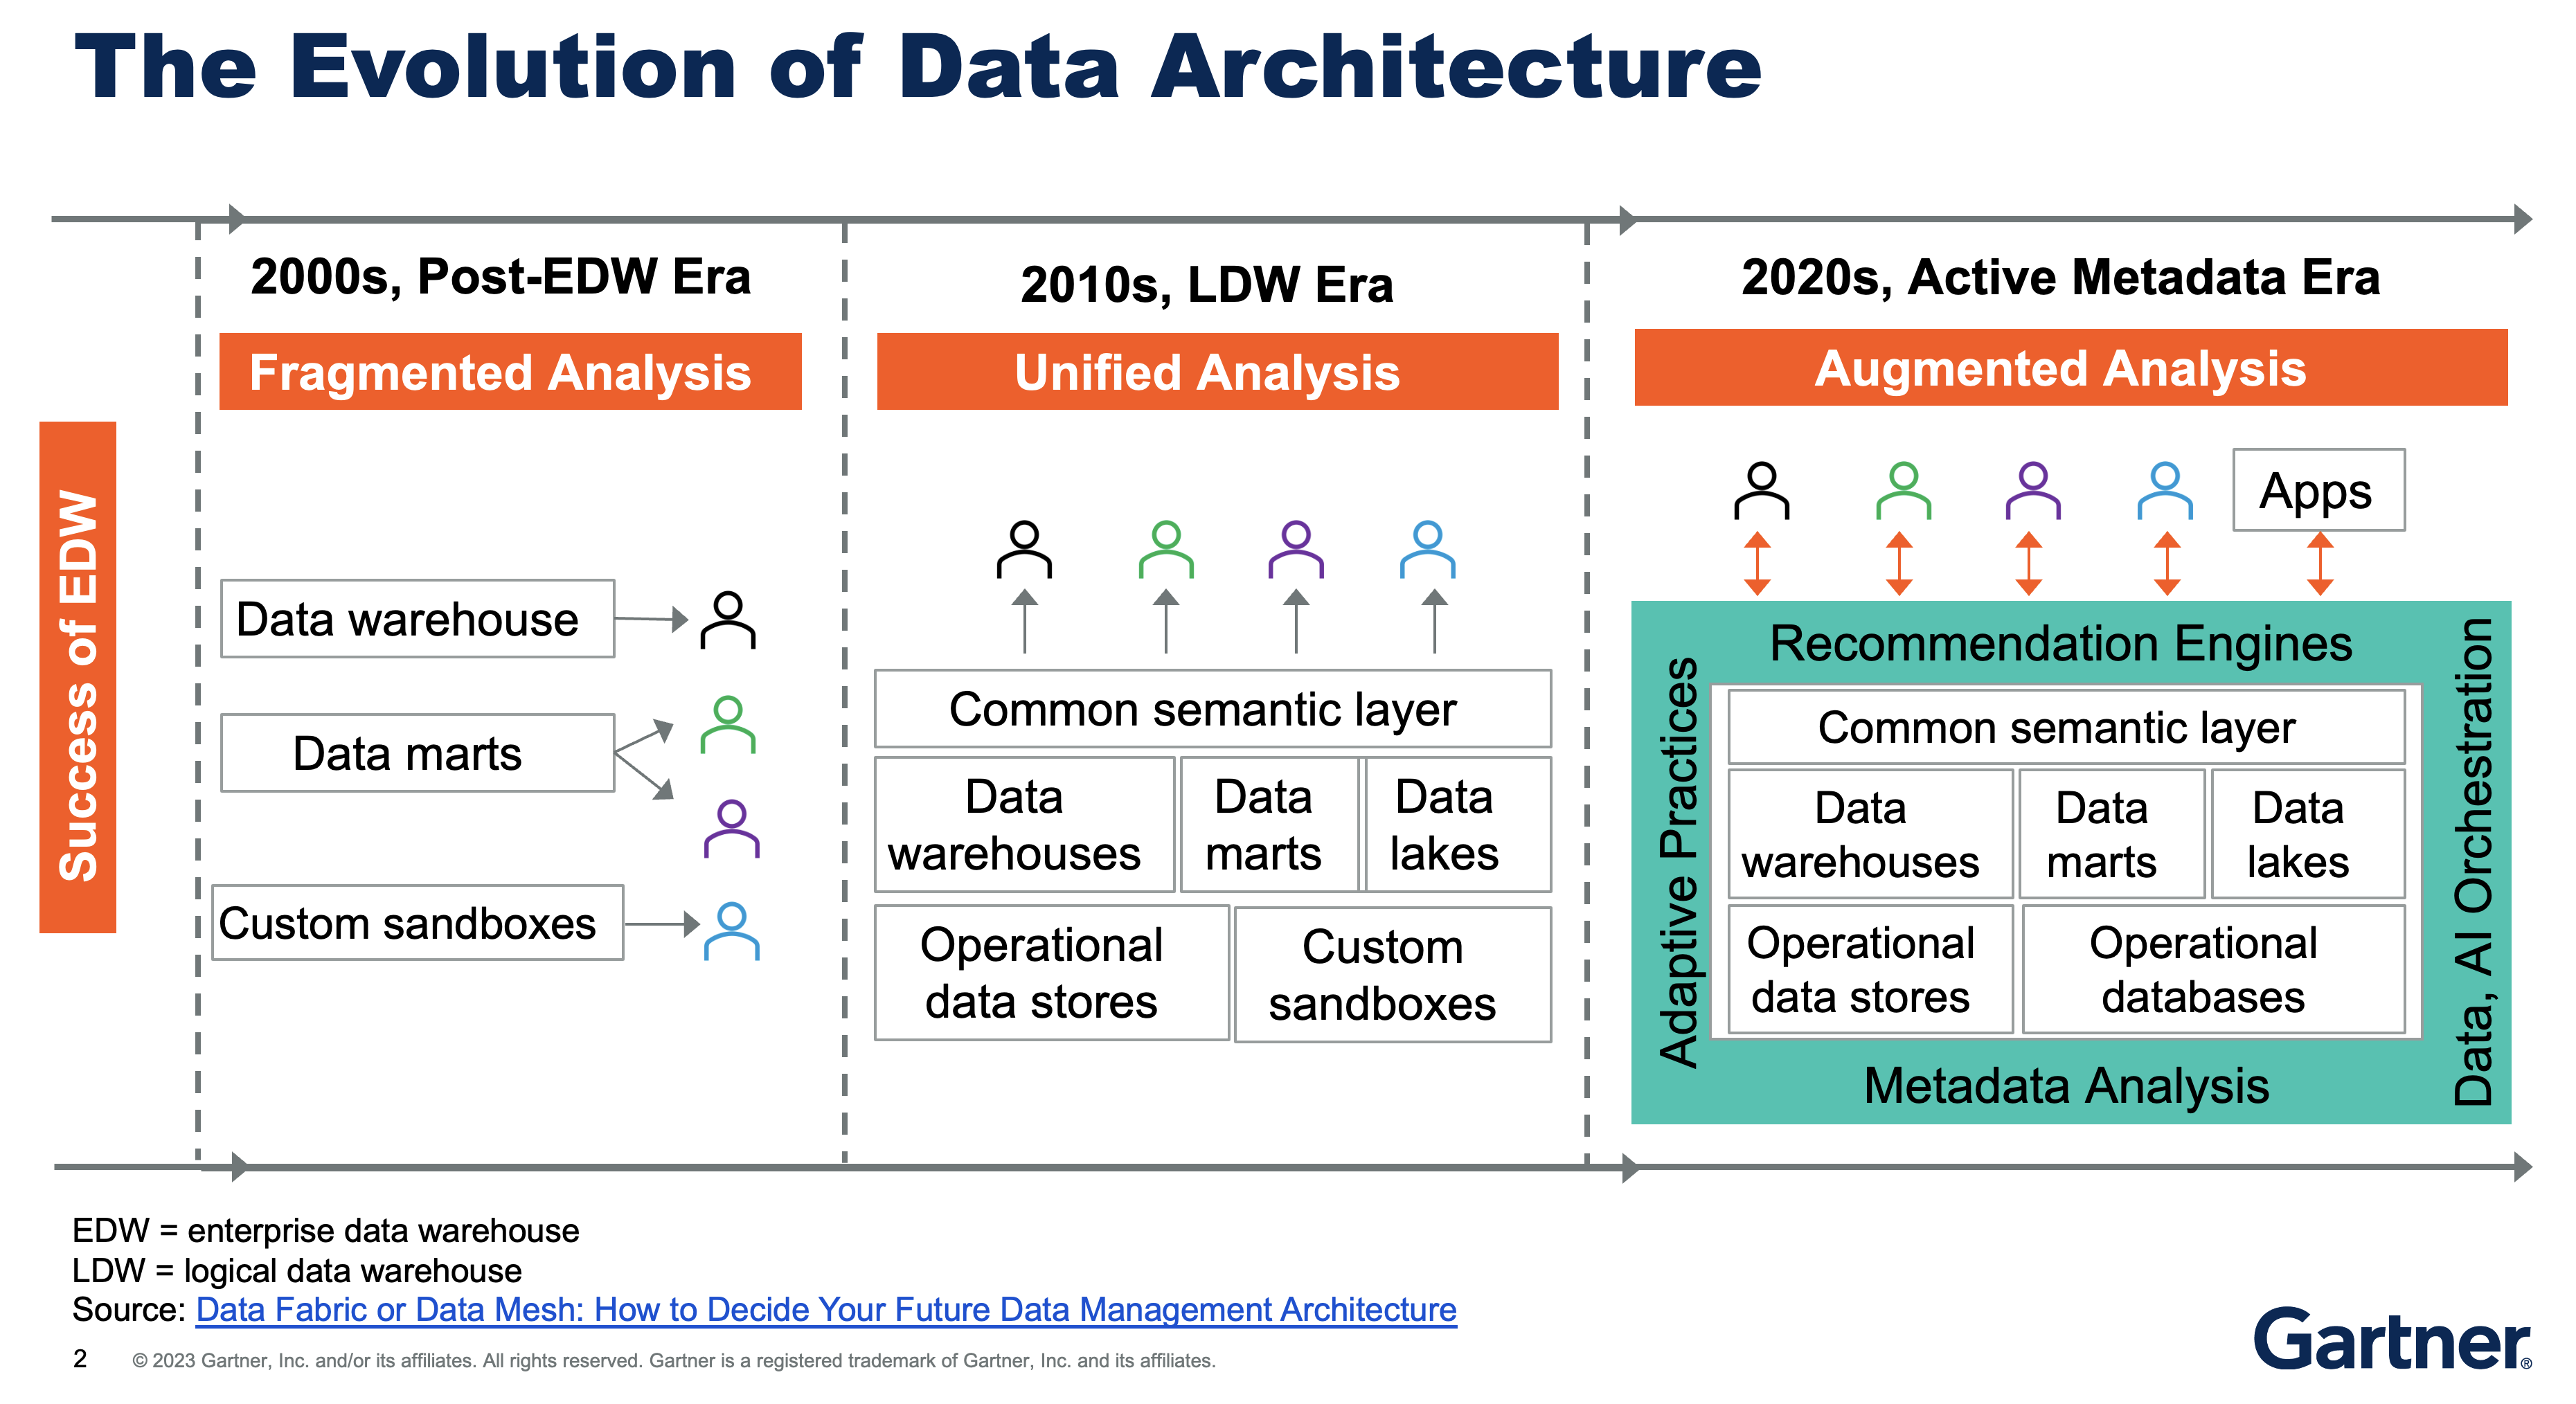 The Evolution of Data Architecture
Success of EDW
2000s, Post-EDW Era
Fragmented Analysis
Data warehouse
Data marts
Custom sandboxes
2010s, LDW Era
Unified Analysis
Common semantic layer
Data
warehouses
Data
marts
Data
lakes
Operational
data stores
Custom
sandboxes
2020s, Active Metadata Era
Augmented Analysis
Apps
Recommendation Engines
Adaptive Practices
Common semantic layer
Data
warehouses
Data
marts
Data
lakes
Operational
data stores
Operational
databases
Data, AI Orchestration
Metadata Analysis
EDW = enterprise data warehouse
LDW = logical data warehouse
Source: Data Fabric or Data Mesh: How to Decide Your Future Data Management Architecture
2 © 2023 Gartner, Inc. and/or its affiliates. All rights reserved. Gartner is a registered trademark of Gartner, Inc. and its affiliates.
Gartner®